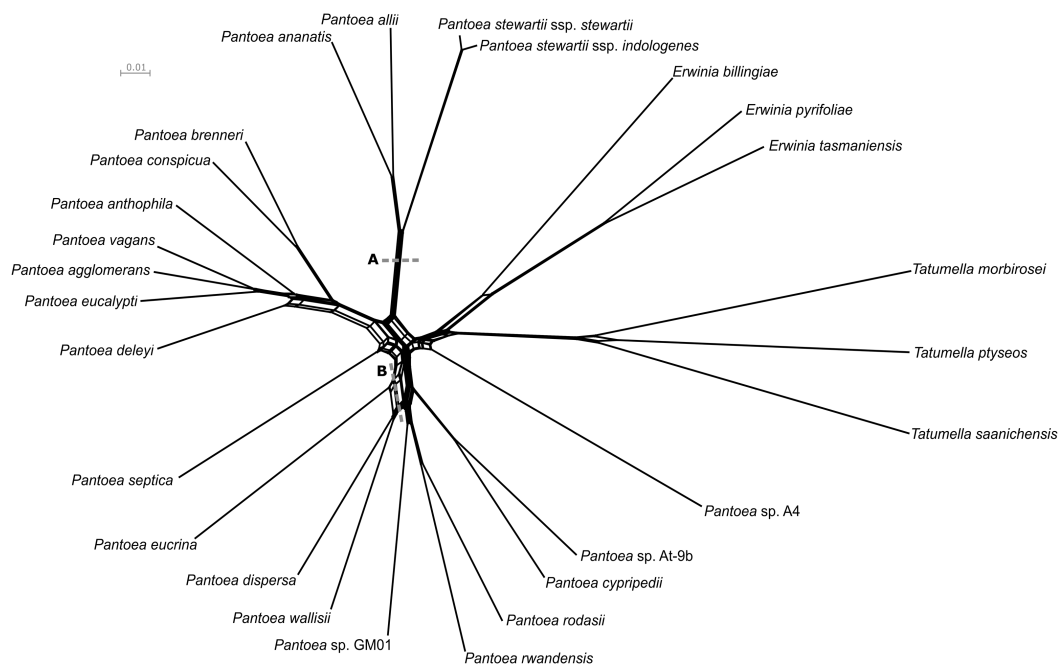 Pantoea allii
Pantoea ananatis
Pantoea stewartii ssp. stewartii
Pantoea stewartii ssp. indologenes
0.01
Erwinia billingiae
Erwinia pyrifoliae
Pantoea brenneri
Erwinia tasmaniensis
Pantoea conspicua
Pantoea anthophila
Pantoea vagans
A
Pantoea agglomerans
Tatumella morbirosei
Pantoea eucalypti
Pantoea deleyi
Tatumella ptyseos
B
Tatumella saanichensis
Pantoea septica
Pantoea sp. A4
Pantoea eucrina
Pantoea sp. At-9b
Pantoea dispersa
Pantoea cypripedii
Pantoea wallisii
Pantoea rodasii
Pantoea sp. GM01
Pantoea rwandensis